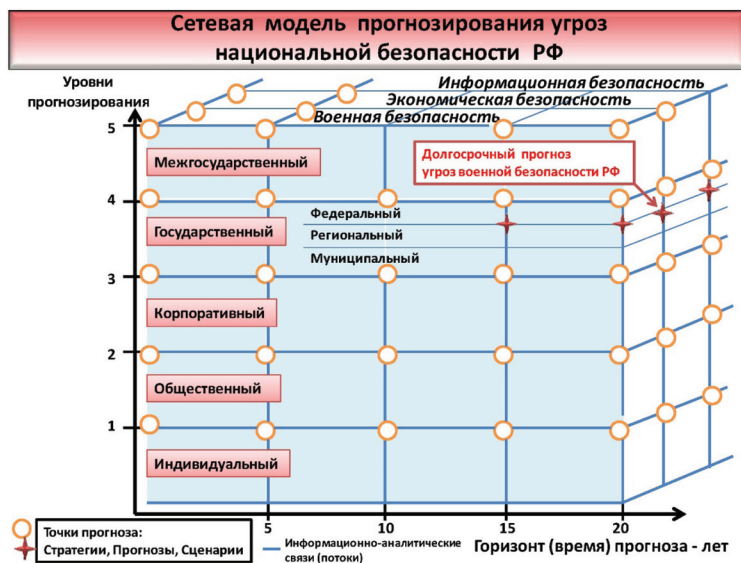 Сетевая модель прогнозирования угроз
национальной безопасности РФ
Уровни
прогнозирования
Информационная безопасность
Экономическая безопасность
Военная безопасность
5
Межгосударственный
Долгосрочный прогноз
угроз военной безопасности РФ
4
Федеральный
Государственный
Региональный
Муниципальный
3
Корпоративный
2
Общественный
1
Индивидуальный
5 10 15 20
Точки прогноза:
Стратегии, Прогнозы, Сценарии
Информационно-аналитические
связи (потоки)
Горизонт (время) прогноза - лет